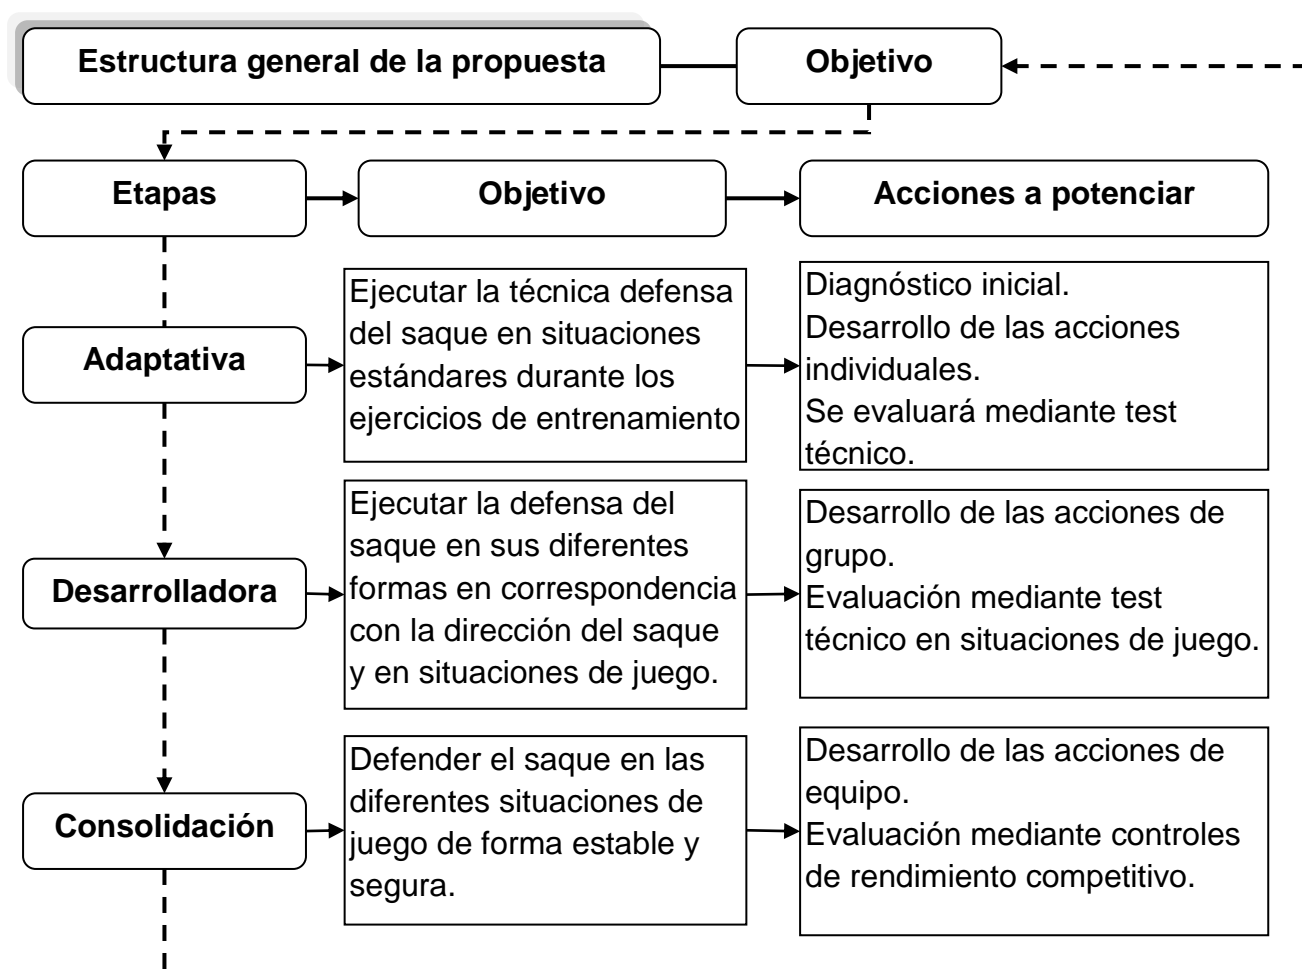 Estructura general de la propuesta
Objetivo
Etapas
Objetivo
Acciones a potenciar
Adaptativa
Ejecutar la técnica defensa
del saque en situaciones
estándares durante los
ejercicios de entrenamiento
Diagnóstico inicial.
Desarrollo de las acciones
individuales.
Se evaluará mediante test
técnico.
Desarrolladora
Ejecutar la defensa del
saque en sus diferentes
formas en correspondencia
con la dirección del saque
y en situaciones de juego.
Desarrollo de las acciones de
grupo.
Evaluación mediante test
técnico en situaciones de juego.
Consolidación
Defender el saque en las
diferentes situaciones de
juego de forma estable y
segura.
Desarrollo de las acciones de
equipo.
Evaluación mediante controles
de rendimiento competitivo.